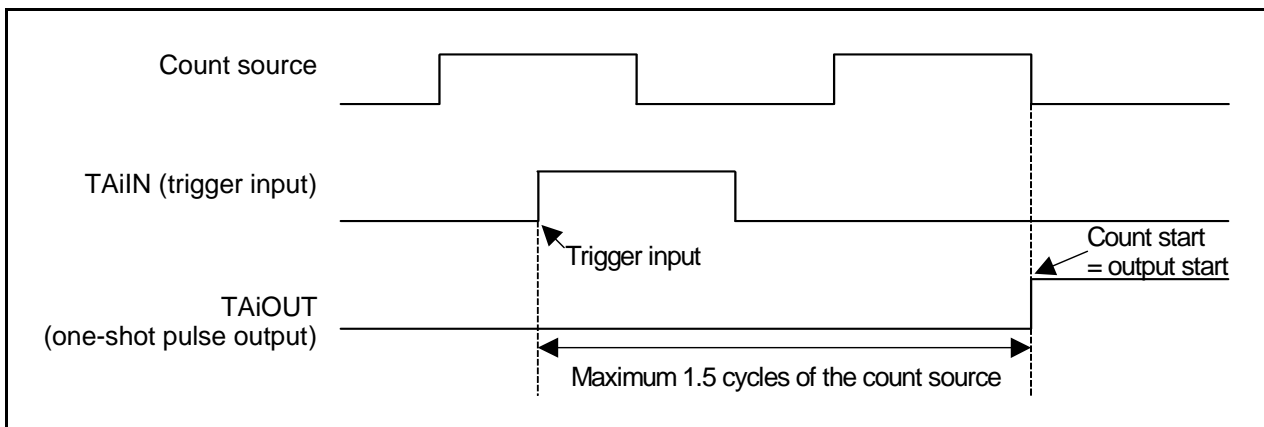 Count source
TAiIN (trigger input)
Trigger input
Count start
= output start
TAiOUT
(one-shot pulse output)
Maximum 1.5 cycles of the count source